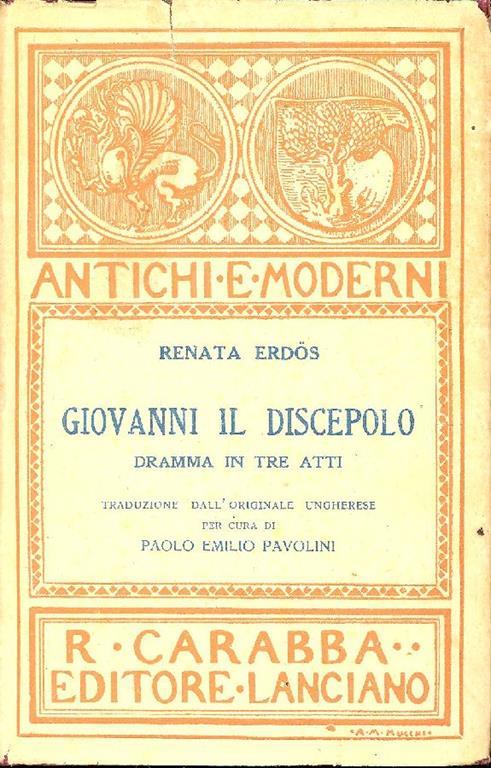 ANTICHI·E·MODERNI
RENATA ERDÖS
GIOVANNI IL DISCEPOLO
DRAMMA IN TRE ATTI
TRADUZIONE DALL'ORIGINALE UNGHERESE
PER CURA DI
PAOLO EMILIO PAVOLINI
R·CARABBA··
EDITORE·LANCIANO
·A·M·MUCCHI·